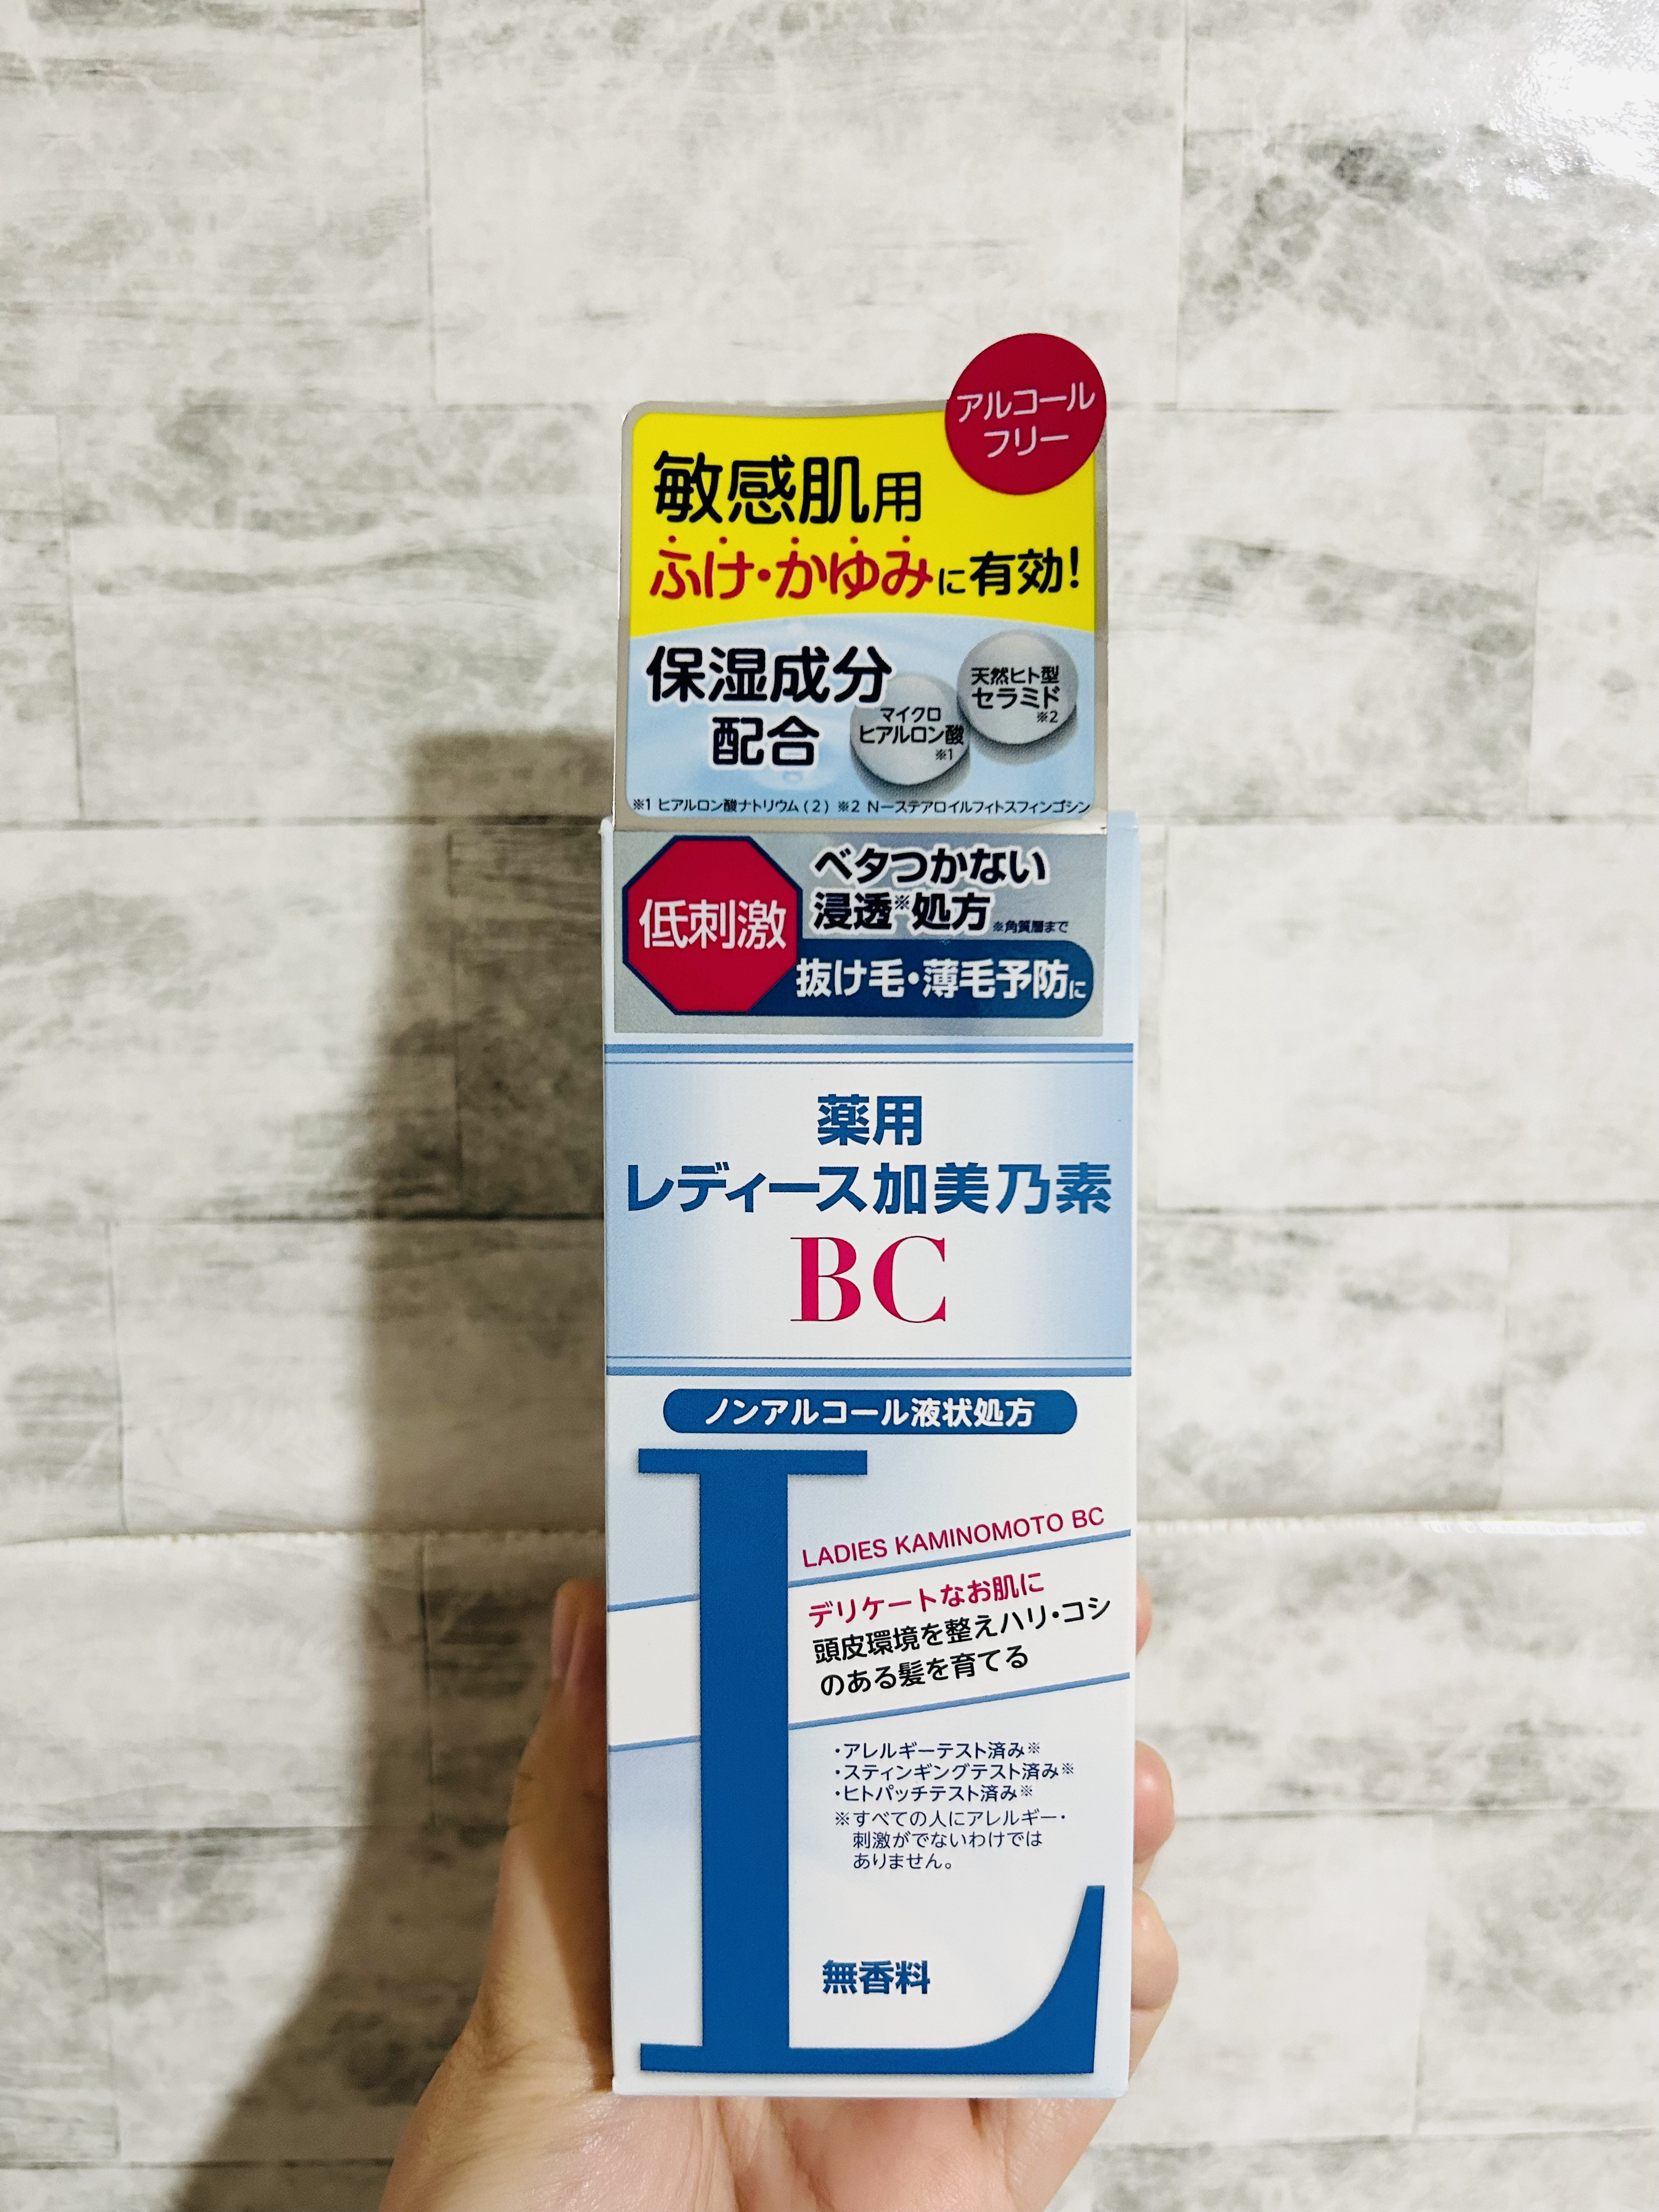 アルコール
フリー
敏感肌用
ふけ・かゆみに有効!
保湿成分
配合
マイクロ
ヒアルロン酸
※1
天然ヒト型
セラミド
※2
※1 ヒアルロン酸ナトリウム(2) ※2 N-ステアロイルフィトスフィンゴシン
低刺激
ベタつかない
浸透※処方 ※角質層まで
抜け毛・薄毛予防に
薬用
レディース加美乃素
BC
ノンアルコール液状処方
L
LADIES KAMINOMOTO BC
デリケートなお肌に
頭皮環境を整えハリ・コシ
のある髪を育てる
・アレルギーテスト済み※
・スティンギングテスト済み※
・ヒトパッチテスト済み※
※すべての人にアレルギー・
刺激がでないわけでは
ありません。
無香料